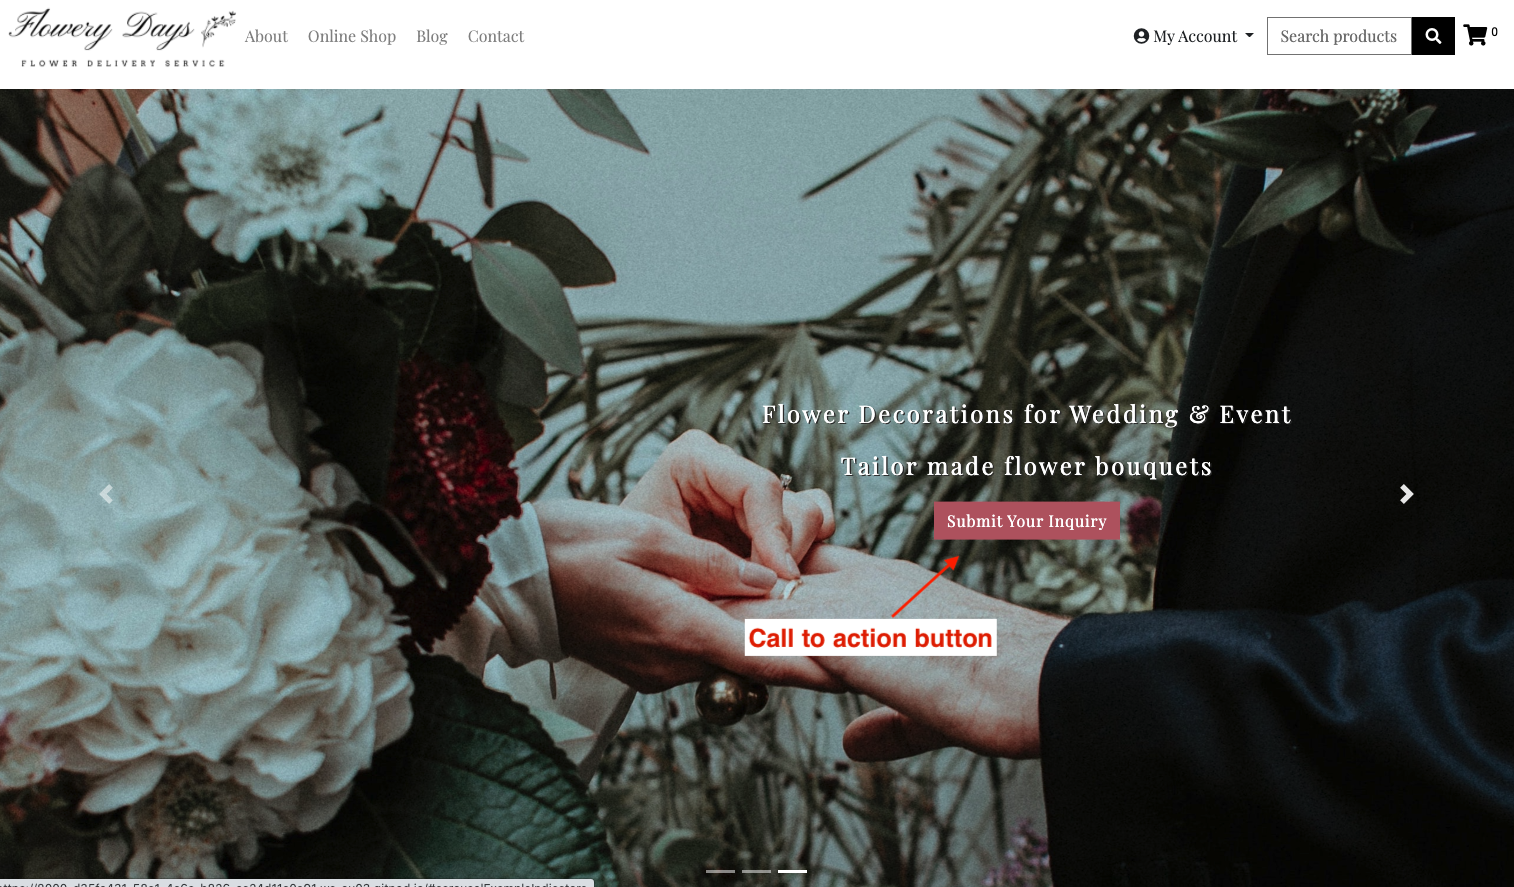 Flowery Days
FLOWER DELIVERY SERVICE
About
Online Shop
Blog
Contact
My Account
Search products
0
Flower Decorations for Wedding & Event
Tailor made flower bouquets
Submit Your Inquiry
Call to action button